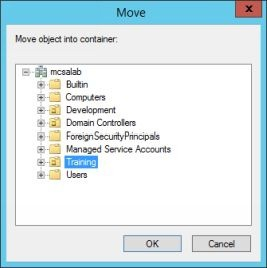 Move
Move object into container:
mcsalab
Builtin
Computers
Development
Domain Controllers
ForeignSecurityPrincipals
Managed Service Accounts
Training
Users
OK
Cancel